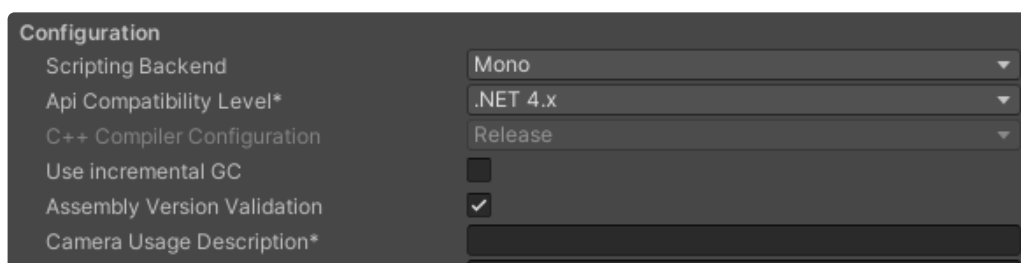 Configuration
Scripting Backend Mono
Api Compatibility Level* .NET 4.x
C++ Compiler Configuration Release
Use incremental GC
Assembly Version Validation
Camera Usage Description*